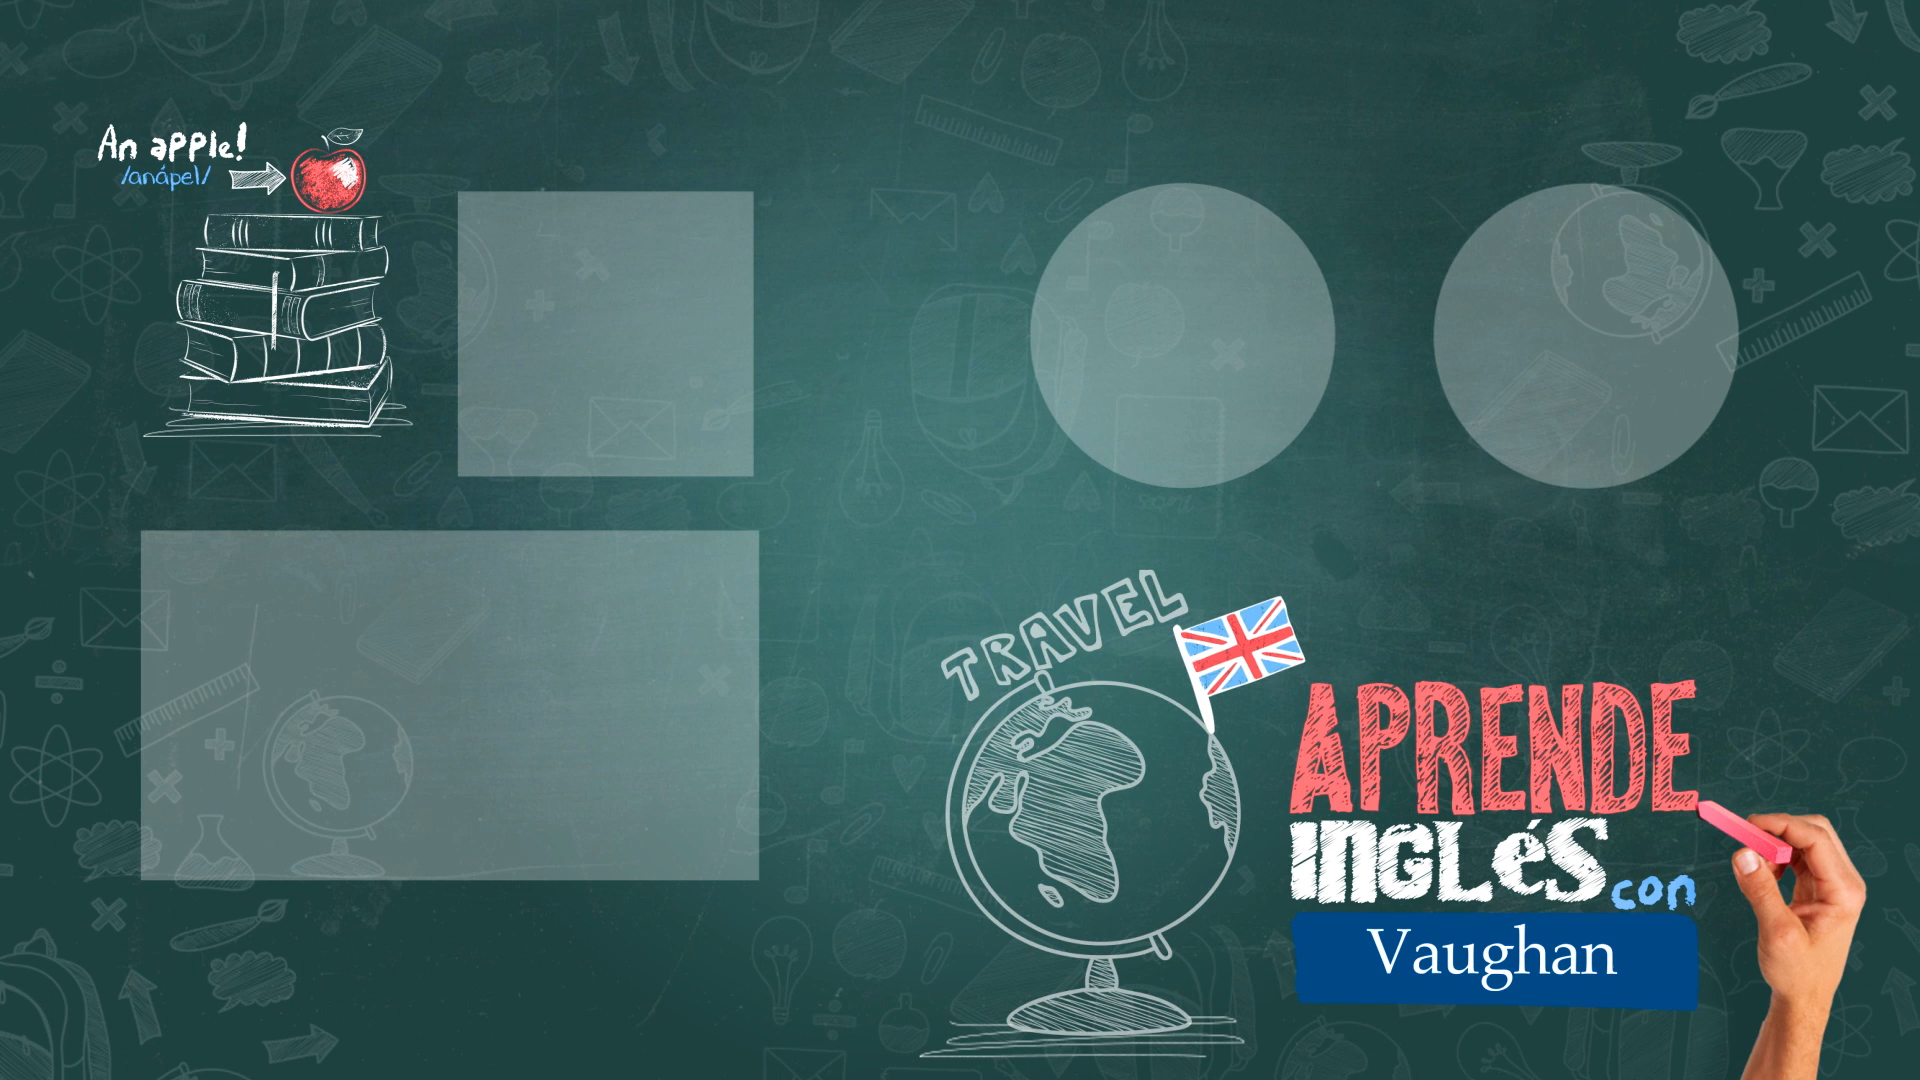 An apple!
/anápel/
TRAVEL
APRENDE
INGLéS con
Vaughan